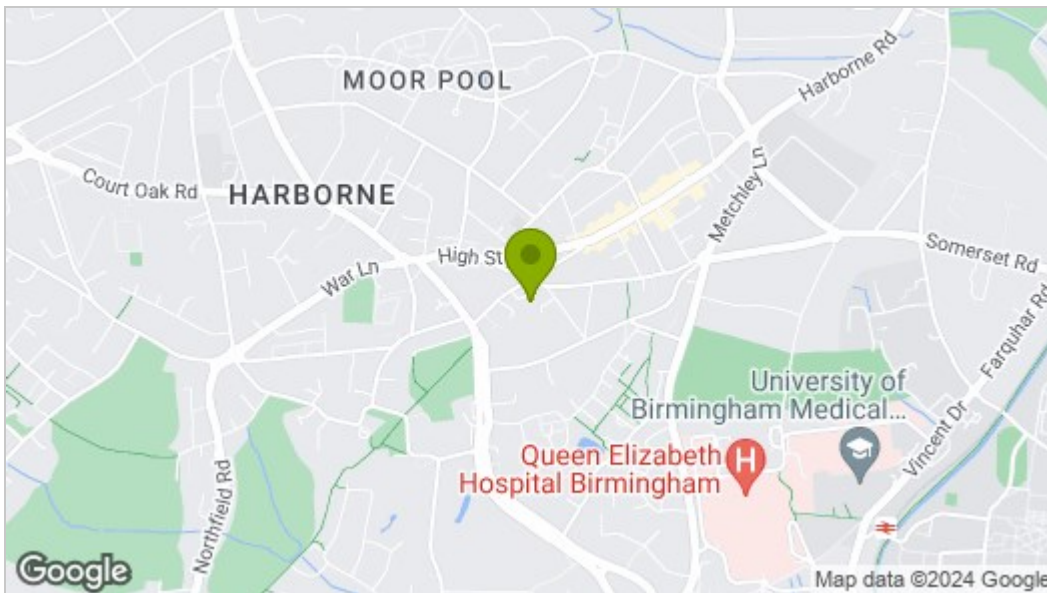 Harborne Rd
MOOR POOL
Court Oak Rd
HARBORNE
Metchley Ln
High St
War Ln
Somerset Rd
Farquhar Rd
University of
Birmingham Medical...
Vincent Dr
Queen Elizabeth
Hospital Birmingham
H
Northfield Rd
Google
Map data ©2024 Google